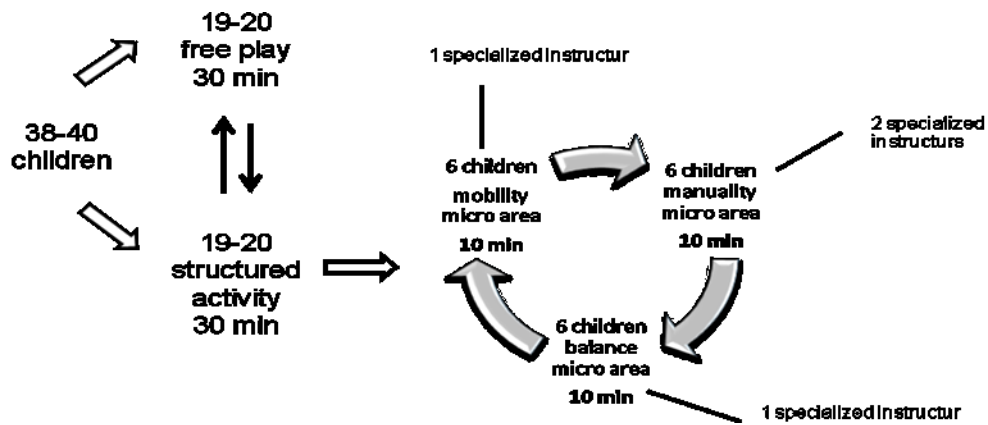 19-20
free play
30 min
38-40
children
19-20
structured
activity
30 min
1 specialized instructur
6 children
mobility
micro area
10 min
2 specialized
instructurs
6 children
manuality
micro area
10 min
6 children
balance
micro area
10 min
1 specialized instructur